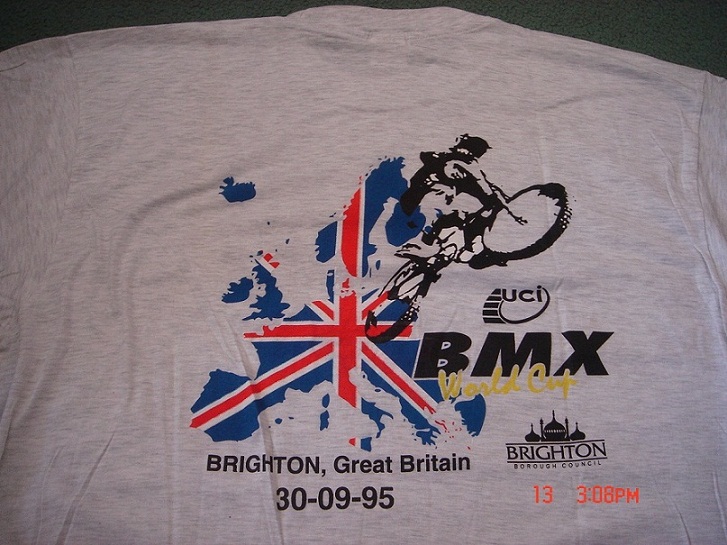 UCI
BMX
World Cup
BRIGHTON
BOROUGH COUNCIL
BRIGHTON, Great Britain
30-09-95
13 3:08PM